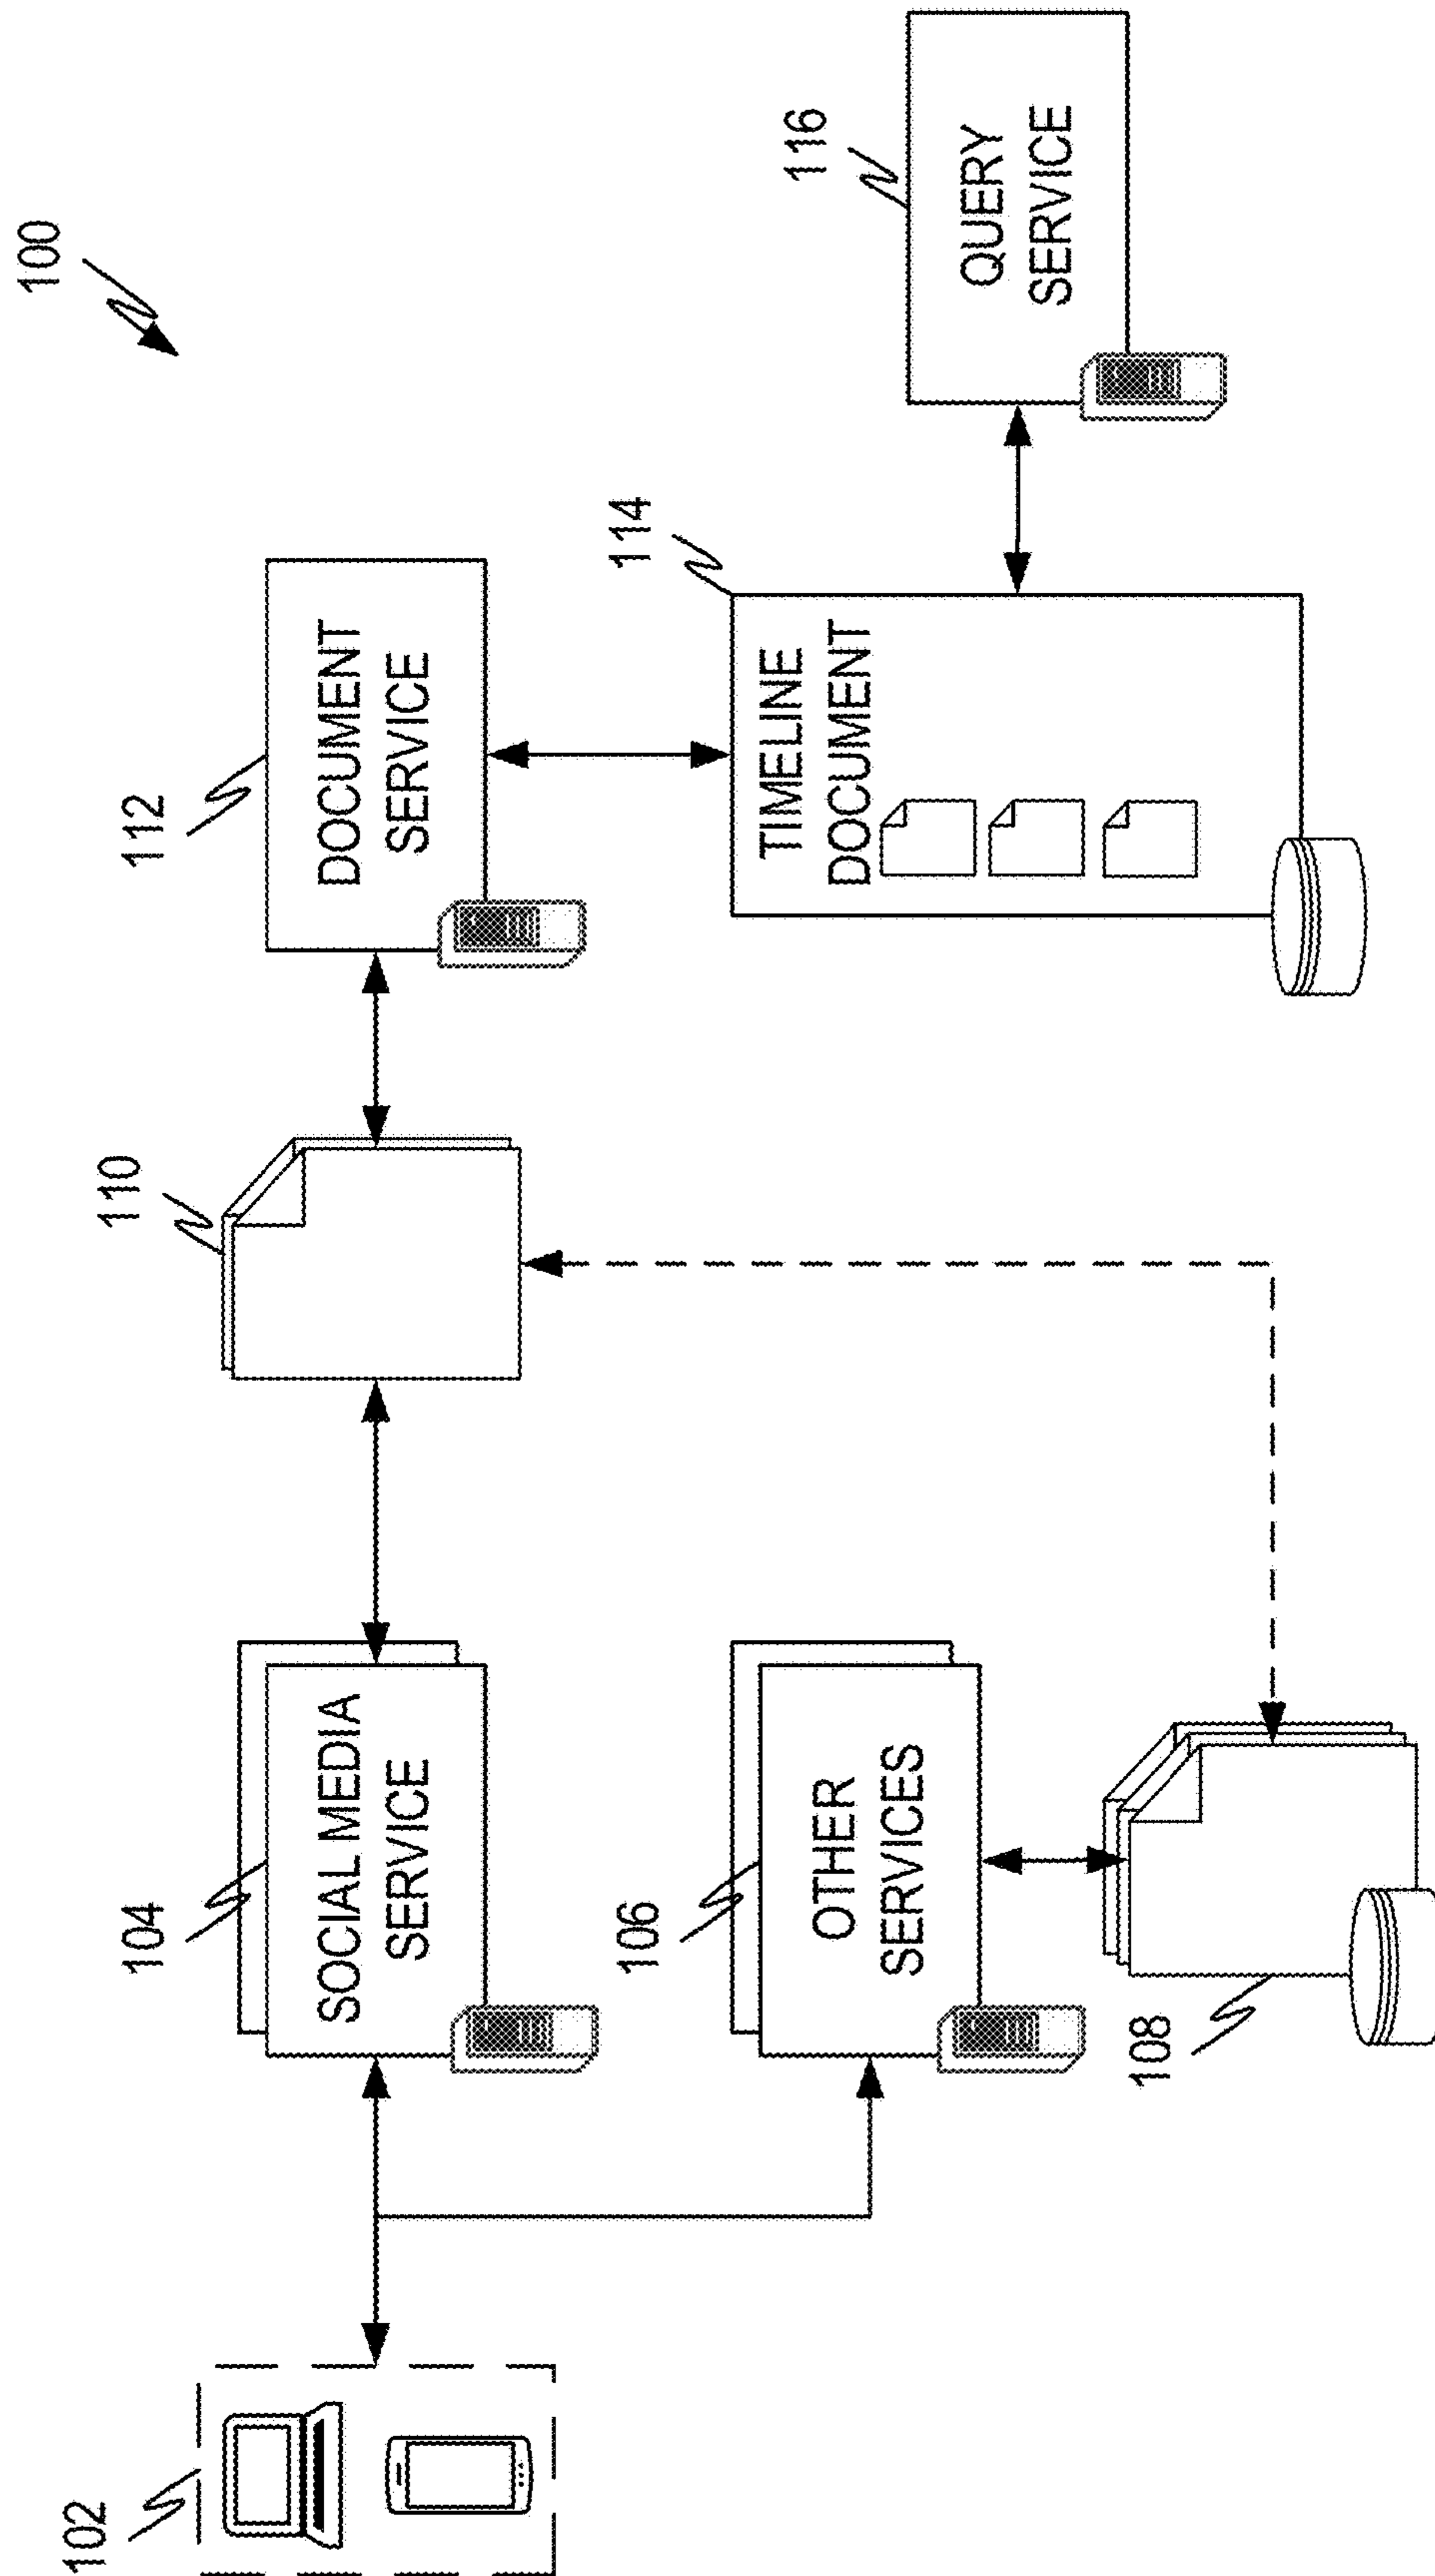 100
102
104
SOCIAL MEDIA
SERVICE
110
112
DOCUMENT
SERVICE
106
OTHER
SERVICES
108
114
TIMELINE
DOCUMENT
116
QUERY
SERVICE